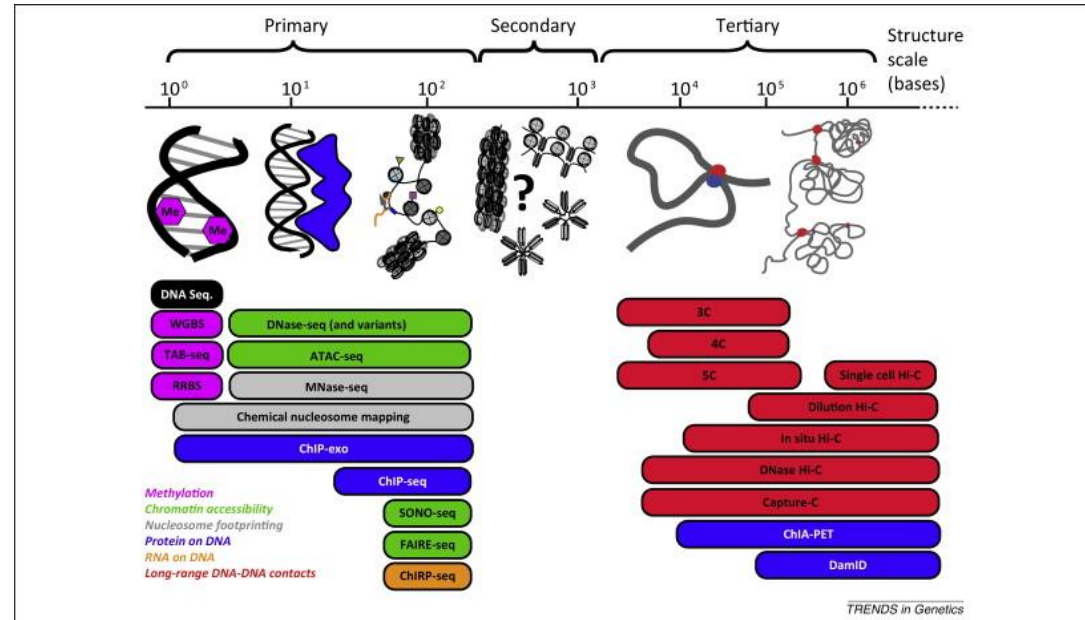 Primary Secondary Tertiary Structure scale (bases)
10⁰ 10¹ 10² 10³ 10⁴ 10⁵ 10⁶
Me
Me
?
DNA Seq.
WGBS
TAB-seq
RRBS
DNase-seq (and variants)
ATAC-seq
MNase-seq
Chemical nucleosome mapping
ChIP-exo
ChIP-seq
SONO-seq
FAIRE-seq
ChIRP-seq
Methylation
Chromatin accessibility
Nucleosome footprinting
Protein on DNA
RNA on DNA
Long-range DNA-DNA contacts
3C
4C
5C
Single cell Hi-C
Dilution Hi-C
In situ Hi-C
DNase Hi-C
Capture-C
ChIA-PET
DamID
TRENDS in Genetics